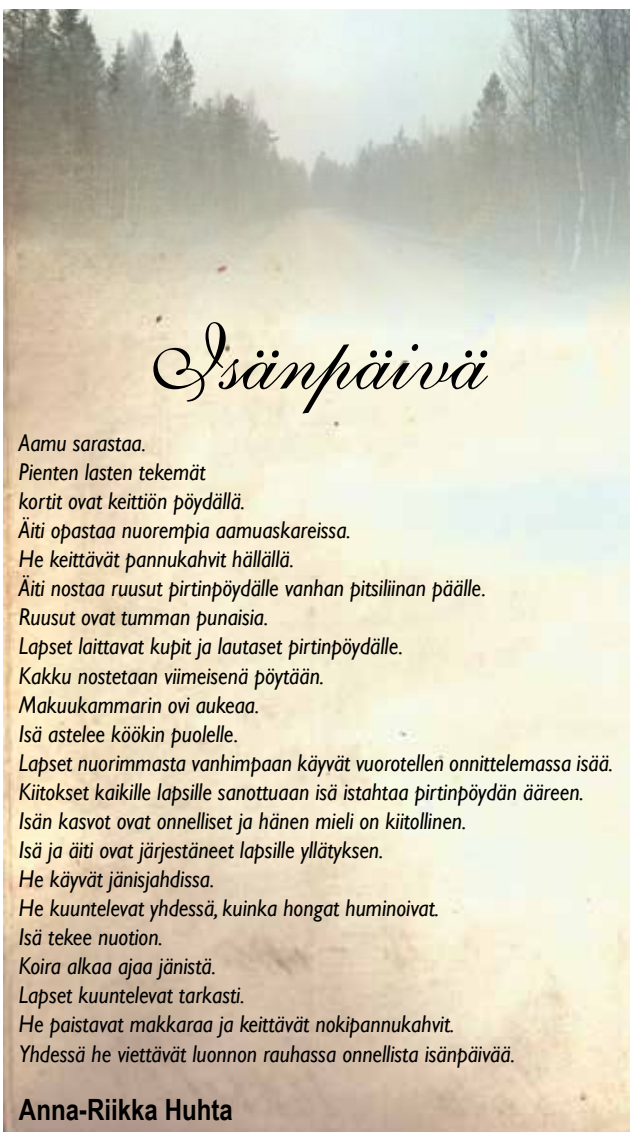 Isänpäivä
Aamu sarastaa.
Pienten lasten tekemät
kortit ovat keittiön pöydällä.
Äiti opastaa nuorempia aamuaskareissa.
He keittävät pannukahvit hällällä.
Äiti nostaa ruusut pirtinpöydälle vanhan pitsiliinan päälle.
Ruusut ovat tumman punaisia.
Lapset laittavat kupit ja lautaset pirtinpöydälle.
Kakku nostetaan viimeisenä pöytään.
Makuukammarin ovi aukeaa.
Isä astelee köökin puolelle.
Lapset nuorimmasta vanhimpaan käyvät vuorotellen onnittelemassa isää.
Kiitokset kaikille lapsille sanottuaan isä istahtaa pirtinpöydän ääreen.
Isän kasvot ovat onnelliset ja hänen mieli on kiitollinen.
Isä ja äiti ovat järjestäneet lapsille yllätyksen.
He käyvät jänisjahdissa.
He kuuntelevat yhdessä, kuinka hongat huminoivat.
Isä tekee nuotion.
Koira alkaa ajaa jänistä.
Lapset kuuntelevat tarkasti.
He paistavat makkaraa ja keittävät nokipannukahvit.
Yhdessä he viettävät luonnon rauhassa onnellista isänpäivää.
Anna-Riikka Huhta